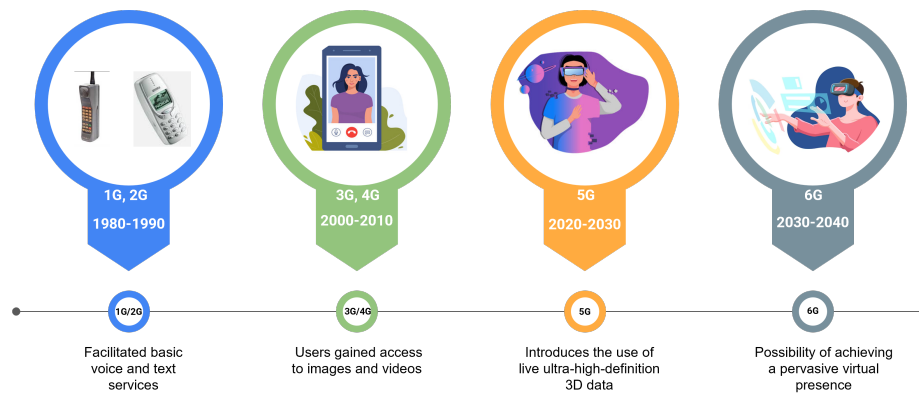 1G, 2G
1980-1990
3G, 4G
2000-2010
5G
2020-2030
6G
2030-2040
1G/2G
3G/4G
5G
6G
Facilitated basic
voice and text
services
Users gained access
to images and videos
Introduces the use of
live ultra-high-definition
3D data
Possibility of achieving
a pervasive virtual
presence